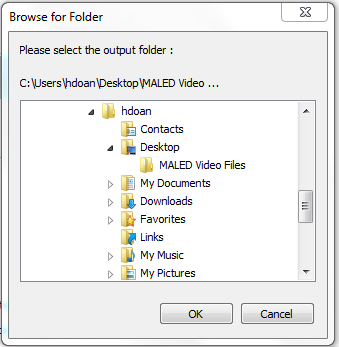 Browse for Folder
Please select the output folder :
C:\Users\hdoan\Desktop\MALED Video ...
hdoan
Contacts
Desktop
MALED Video Files
My Documents
Downloads
Favorites
Links
My Music
My Pictures
OK
Cancel